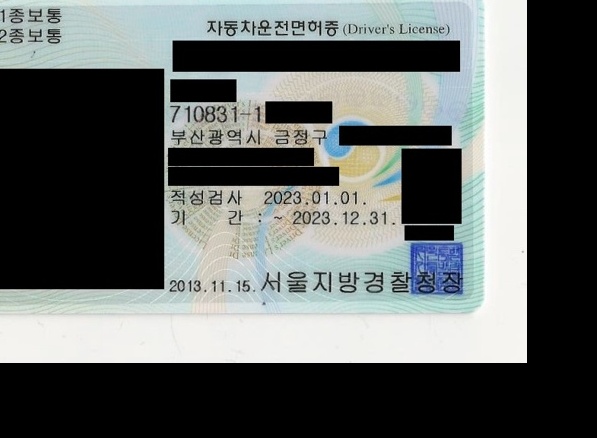 1종보통
2종보통
자동차운전면허증 (Driver's License)
710831-1
부산광역시 금정구
적성검사 2023.01.01.
기 간 : ~ 2023.12.31.
2013.11.15. 서울지방경찰청장